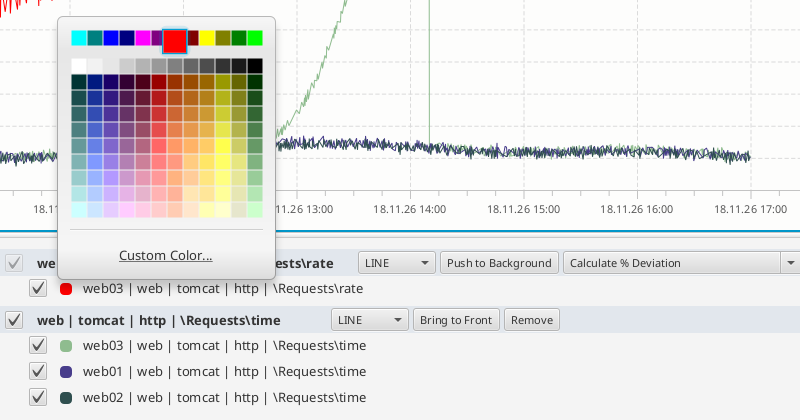 18.11
11.26 13:00
18.11.26 14:00
18.11.26 15:00
18.11.26 16:00
18.11.26 17:00
Custom Color...
we
ests\rate
LINE
Push to Background
Calculate % Deviation
web03 | web | tomcat | http | \Requests\rate
web | tomcat | http | \Requests\time
LINE
Bring to Front
Remove
web03 | web | tomcat | http | \Requests\time
web01 | web | tomcat | http | \Requests\time
web02 | web | tomcat | http | \Requests\time